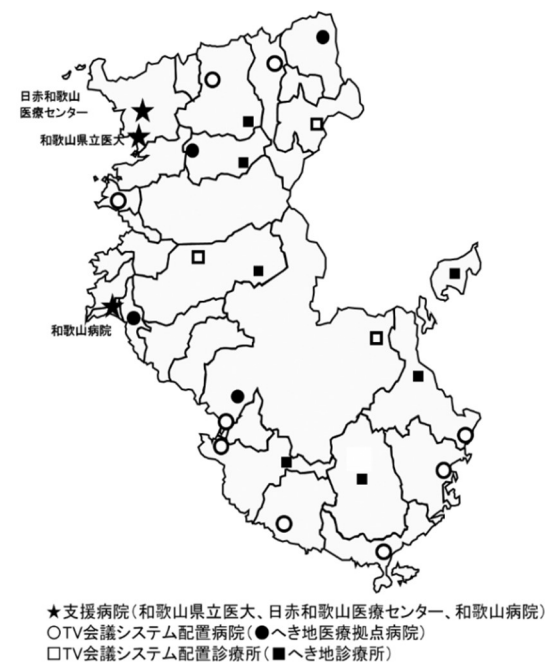 日赤和歌山
医療センター
和歌山県立医大
和歌山病院
★支援病院(和歌山県立医大、日赤和歌山医療センター、和歌山病院)
○TV会議システム配置病院(●へき地医療拠点病院)
□TV会議システム配置診療所(■へき地診療所)